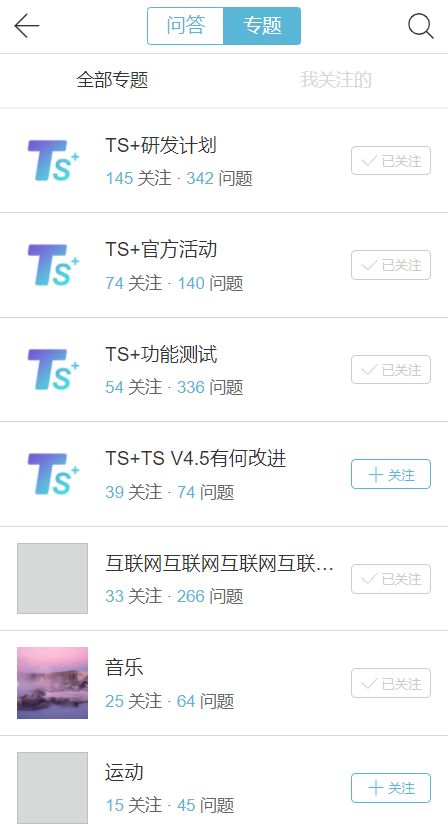 问答 专题
全部专题 我关注的
TS+ TS+研发计划 已关注
145 关注 · 342 问题
TS+ TS+官方活动 已关注
74 关注 · 140 问题
TS+ TS+功能测试 已关注
54 关注 · 336 问题
TS+ TS+TS V4.5有何改进 +关注
39 关注 · 74 问题
互联网互联网互联网互联… 已关注
33 关注 · 266 问题
音乐 已关注
25 关注 · 64 问题
运动 +关注
15 关注 · 45 问题